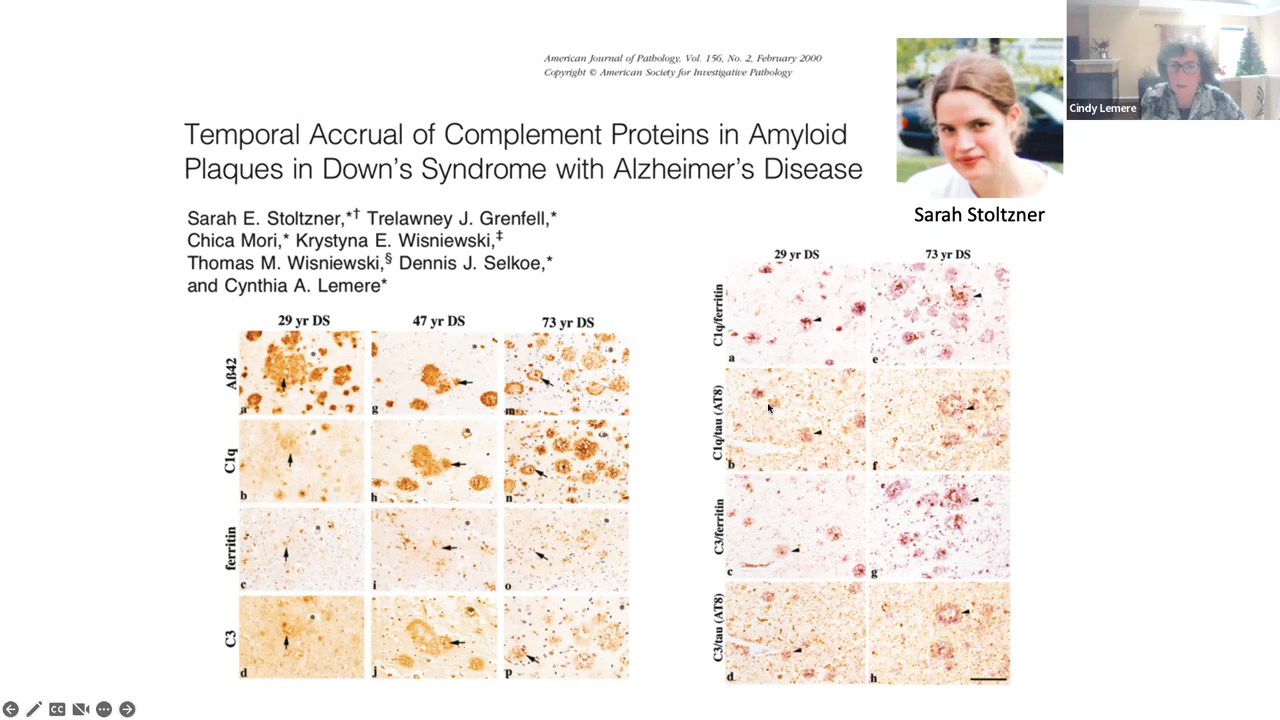 American Journal of Pathology, Vol. 156, No. 2, February 2000
Copyright © American Society for Investigative Pathology
Temporal Accrual of Complement Proteins in Amyloid
Plaques in Down's Syndrome with Alzheimer's Disease
Sarah E. Stoltzner,*† Trelawney J. Grenfell,*
Chica Mori,* Krystyna E. Wisniewski,‡
Thomas M. Wisniewski,§ Dennis J. Selkoe,*
and Cynthia A. Lemere*
Cindy Lemere
Sarah Stoltzner
29 yr DS 47 yr DS 73 yr DS
Aß42
a g m
C1q
b h n
ferritin
c i o
C3
d j p
29 yr DS 73 yr DS
C1q/ferritin
a e
C1q/tau (AT8)
b f
C3/ferritin
c g
C3/tau (AT8)
d h
CC